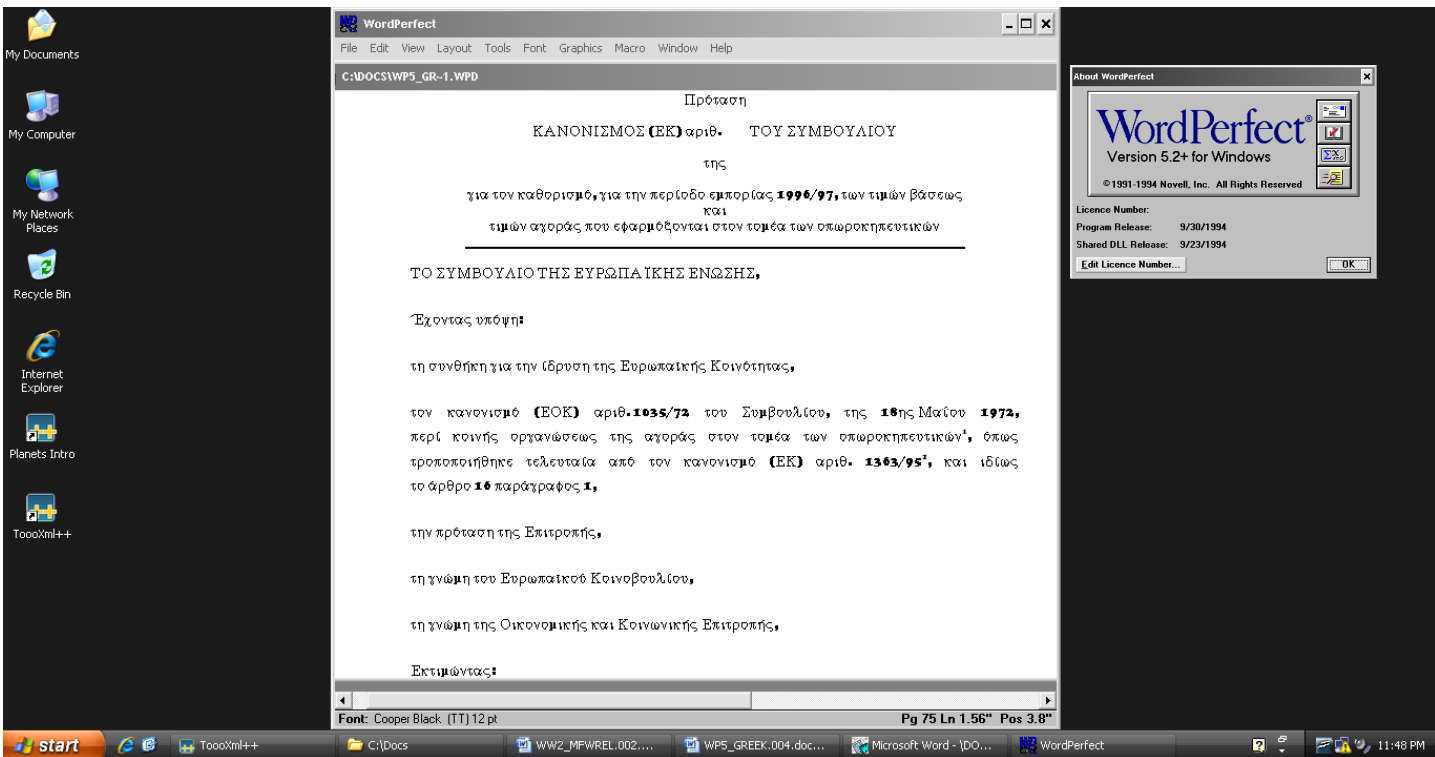 My Documents
My Computer
My Network
Places
Recycle Bin
Internet
Explorer
Planets Intro
ToooXml++
WordPerfect
File Edit View Layout Tools Font Graphics Macro Window Help
C:\DOCS\WP5_GR~1.WPD
Πρόταση
ΚΑΝΟΝΙΣΜΟΣ (ΕΚ) αριθ. ΤΟΥ ΣΥΜΒΟΥΛΙΟΥ
της
για τον καθορισμό, για την περίοδο εμπορίας 1996/97, των τιμών βάσεως
και
τιμών αγοράς που εφαρμόζονται στον τομέα των οπωροκηπευτικών
ΤΟ ΣΥΜΒΟΥΛΙΟ ΤΗΣ ΕΥΡΩΠΑΪΚΗΣ ΕΝΩΣΗΣ,
Έχοντας υπόψη:
τη συνθήκη για την ίδρυση της Ευρωπαϊκής Κοινότητας,
τον κανονισμό (ΕΟΚ) αριθ.1035/72 του Συμβουλίου, της 18ης Μαΐου 1972,
περί κοινής οργανώσεως της αγοράς στον τομέα των οπωροκηπευτικών¹, όπως
τροποποιήθηκε τελευταία από τον κανονισμό (ΕΚ) αριθ. 1363/95², και ιδίως
το άρθρο 16 παράγραφος 1,
την πρόταση της Επιτροπής,
τη γνώμη του Ευρωπαϊκού Κοινοβουλίου,
τη γνώμη της Οικονομικής και Κοινωνικής Επιτροπής,
Εκτιμώντας:
Font: Cooper Black (TT) 12 pt Pg 75 Ln 1.56" Pos 3.8"
About WordPerfect
WordPerfect®
Version 5.2+ for Windows
©1991-1994 Novell, Inc. All Rights Reserved
Licence Number:
Program Release: 9/30/1994
Shared DLL Release: 9/23/1994
Edit Licence Number... OK
start ToooXml++ C:\Docs WW2_MFWREL.002.... WP5_GREEK.004.doc... Microsoft Word - \DO... WordPerfect 11:48 PM